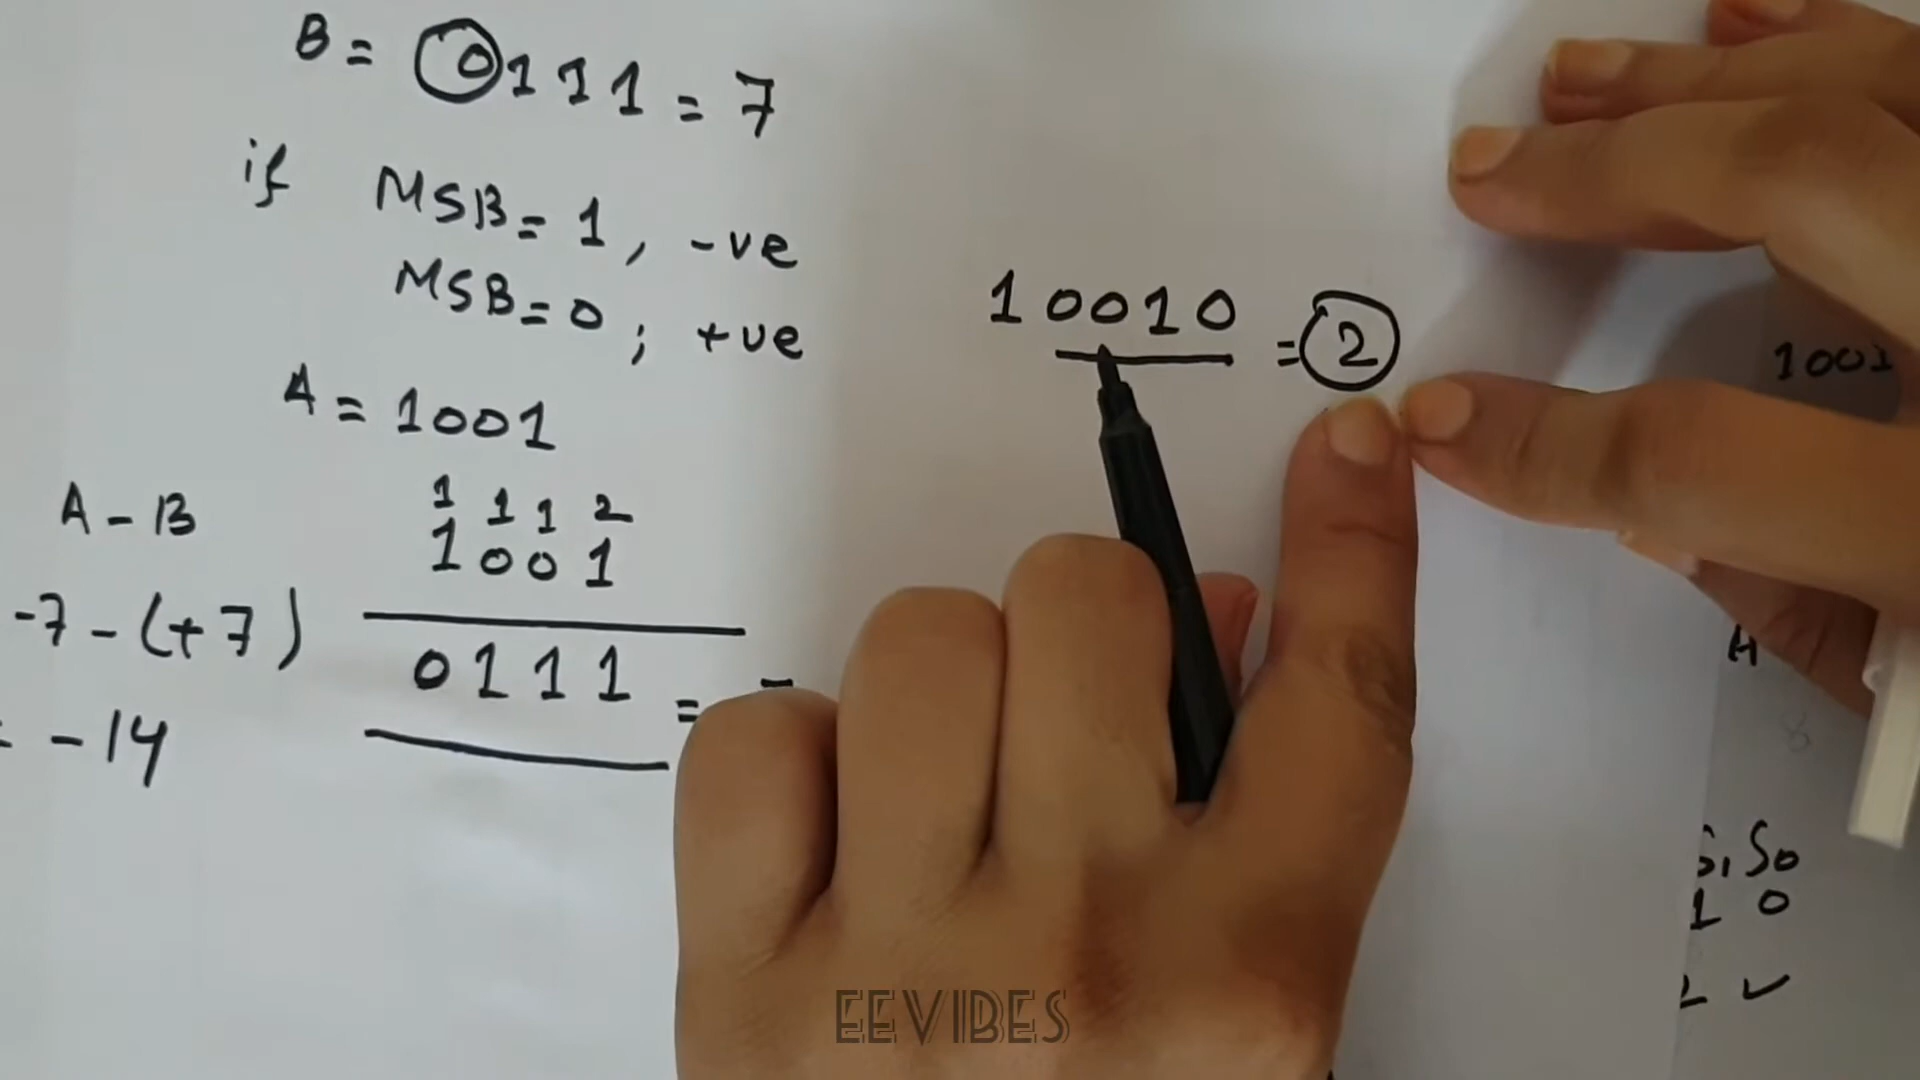 B = 0111 = 7
if MSB = 1, -ve
MSB = 0; +ve
A = 1001
1 1 1 2
A - B 1001
-7 - (+7)
0111 = -
= -14
10010 = 2
1001
A
S1 S0
1 0
1 ✓
EEVIBES